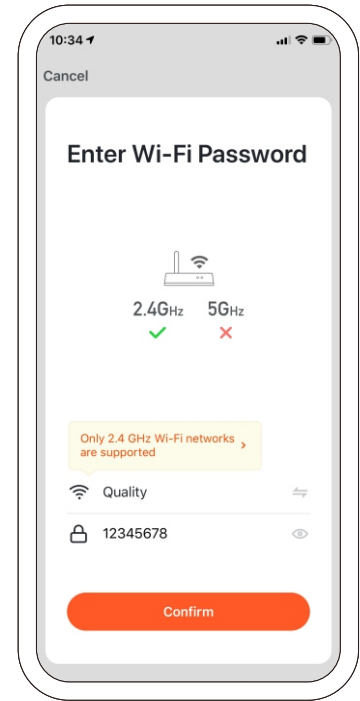 10:34
Cancel
Enter Wi-Fi Password
2.4GHz 5GHz
Only 2.4 GHz Wi-Fi networks
are supported
Quality
12345678
Confirm